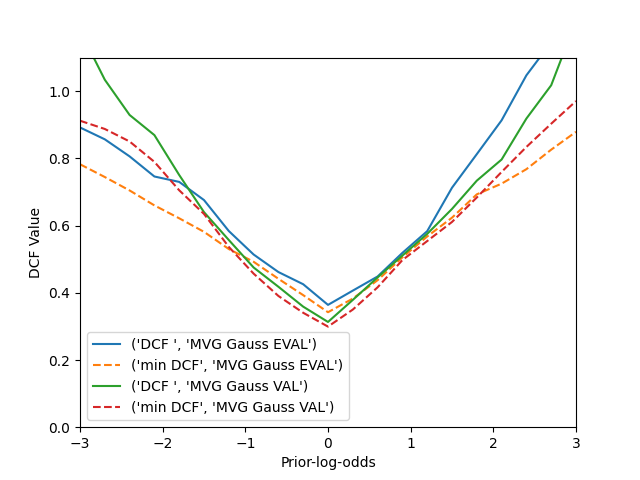 1.0
0.8
0.6
0.4
0.2
0.0
DCF Value
('DCF ', 'MVG Gauss EVAL')
('min DCF', 'MVG Gauss EVAL')
('DCF ', 'MVG Gauss VAL')
('min DCF', 'MVG Gauss VAL')
−3 −2 −1 0 1 2 3
Prior-log-odds